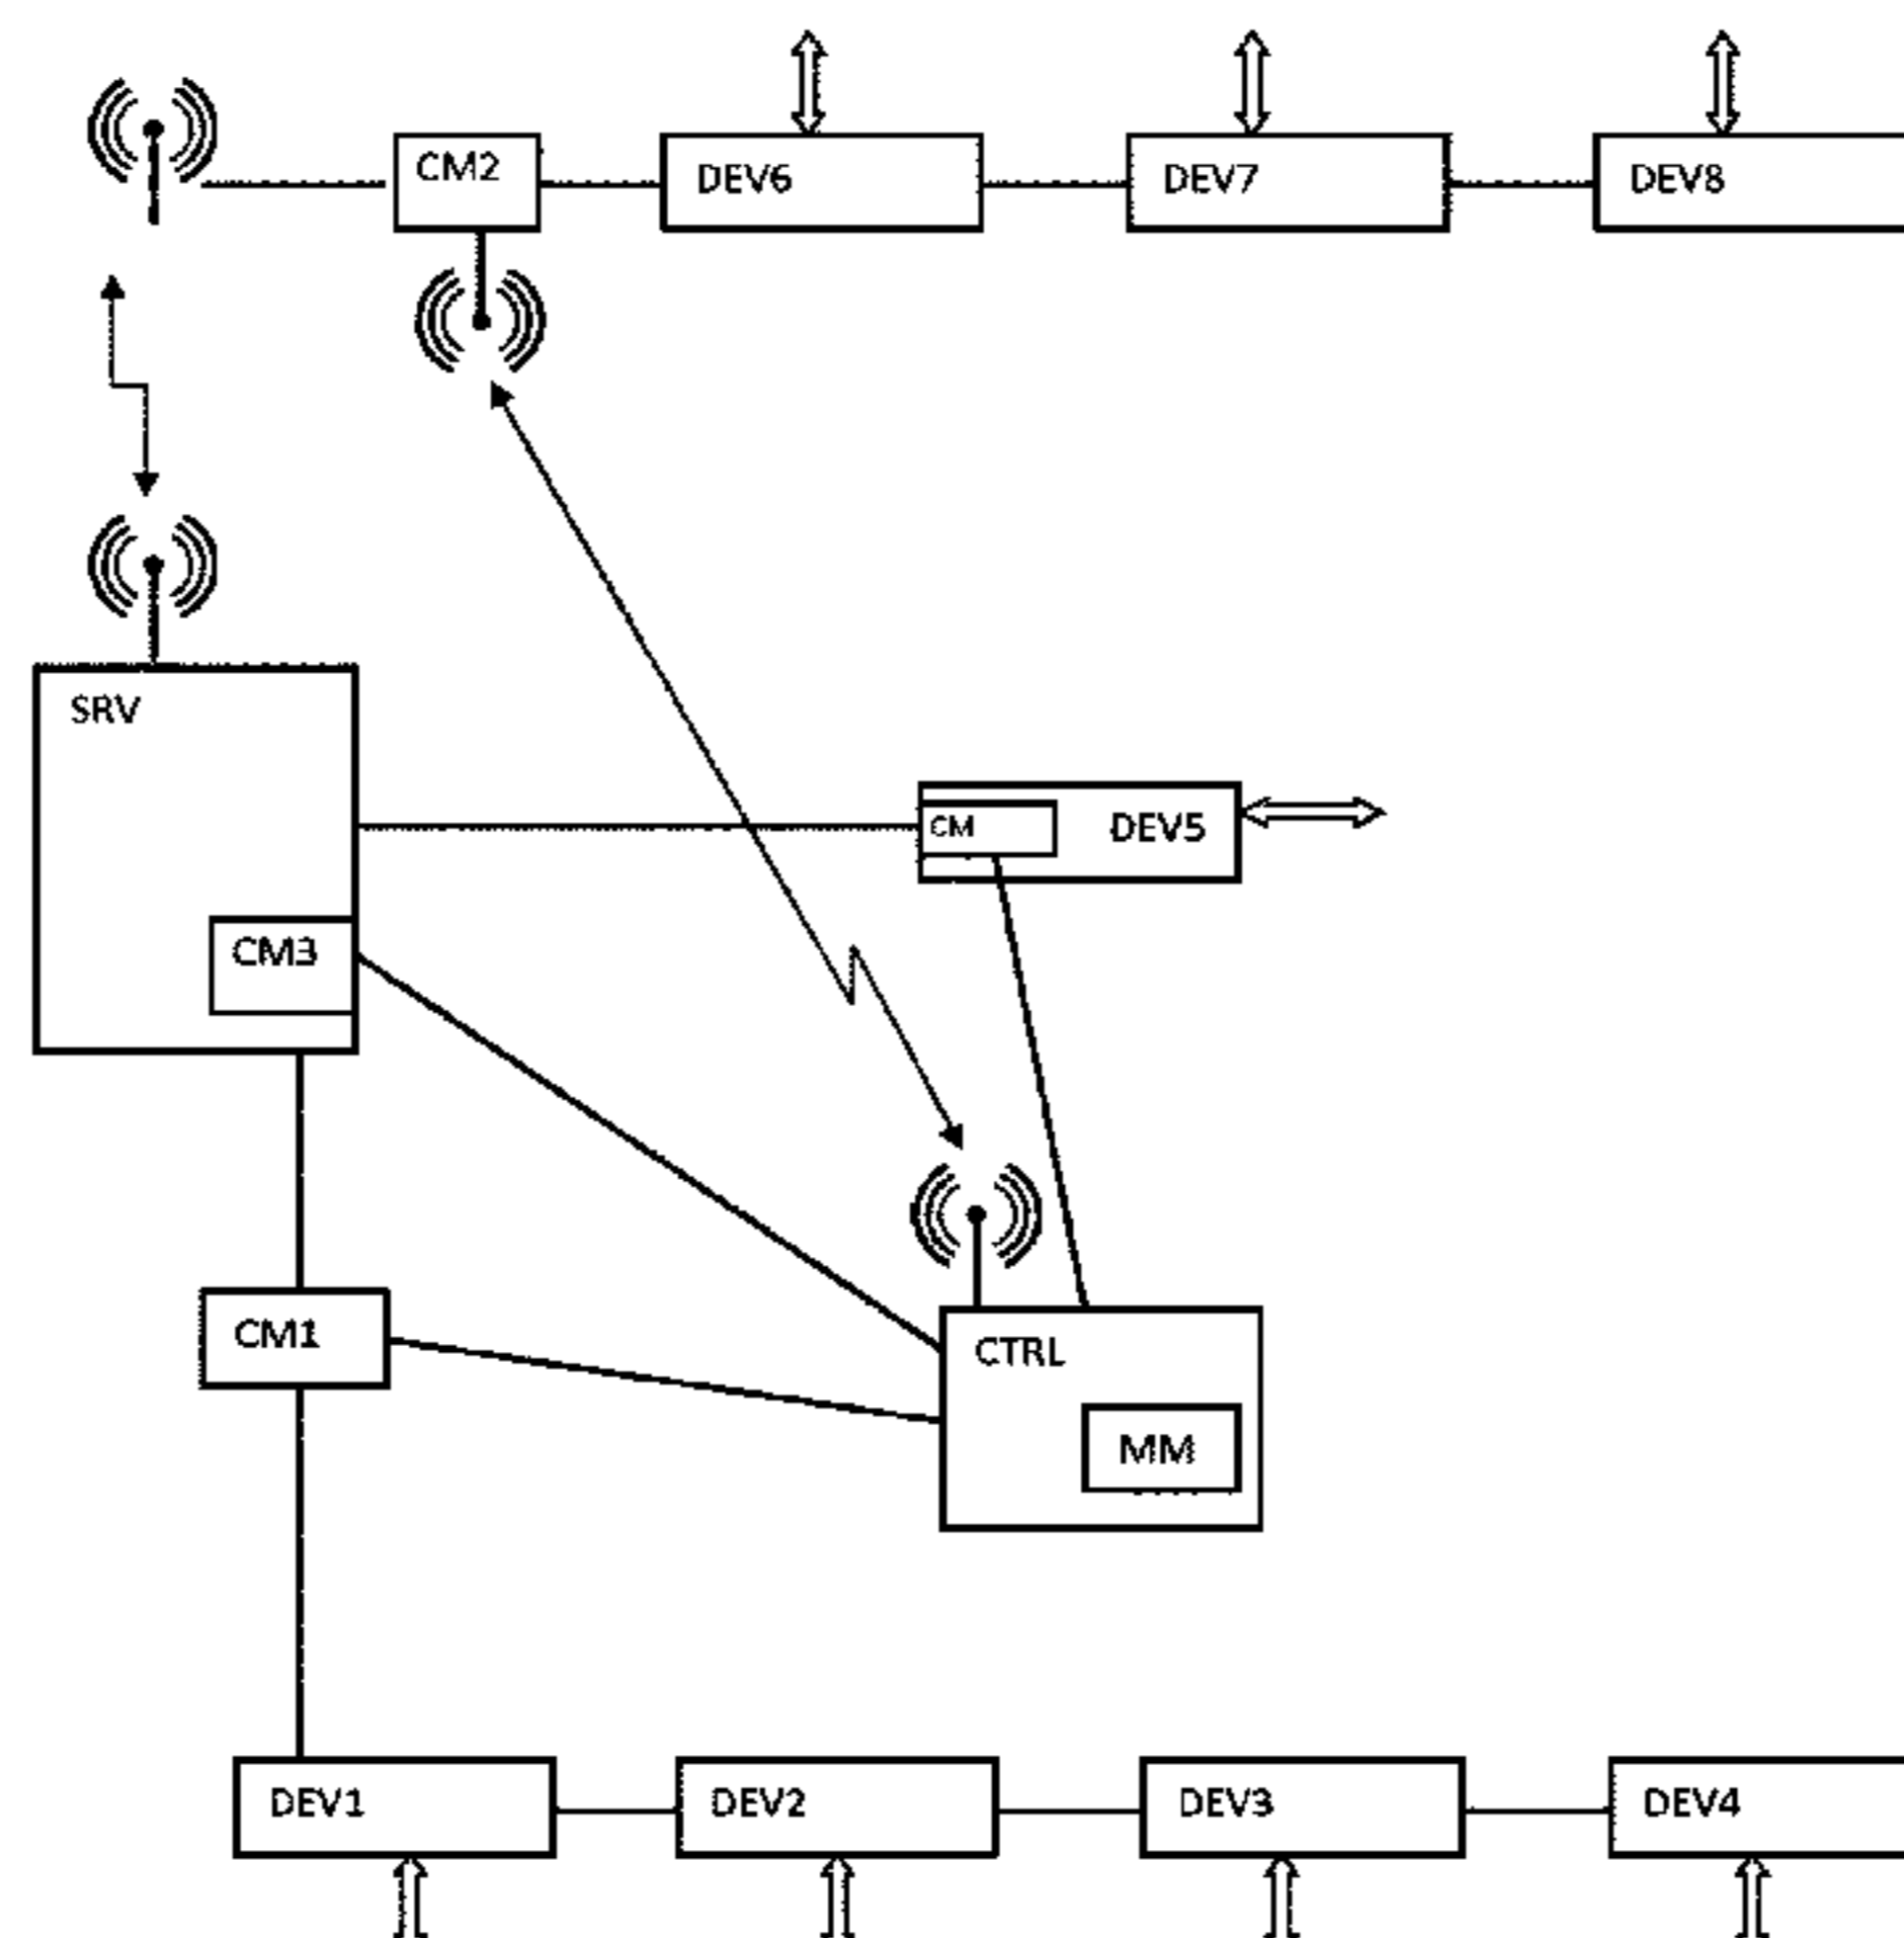 CM2
DEV6
DEV7
DEV8
SRV
CM
DEV5
CM3
CM1
CTRL
MM
DEV1
DEV2
DEV3
DEV4